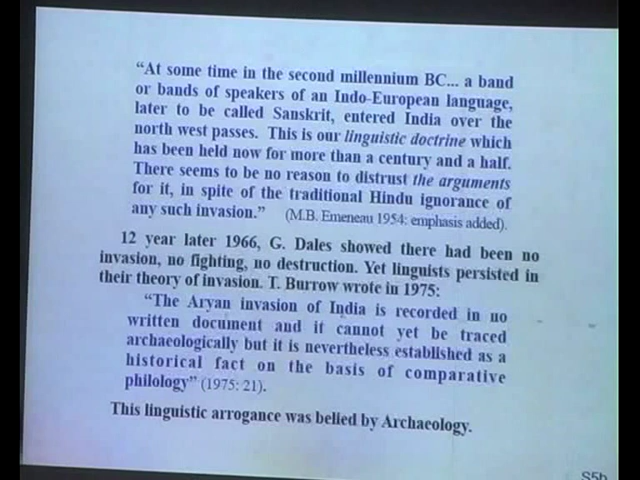 “At some time in the second millennium BC... a band
or bands of speakers of an Indo-European language,
later to be called Sanskrit, entered India over the
north west passes. This is our linguistic doctrine which
has been held now for more than a century and a half.
There seems to be no reason to distrust the arguments
for it, in spite of the traditional Hindu ignorance of
any such invasion.” (M.B. Emeneau 1954: emphasis added).
12 year later 1966, G. Dales showed there had been no
invasion, no fighting, no destruction. Yet linguists persisted in
their theory of invasion. T. Burrow wrote in 1975:
“The Aryan invasion of India is recorded in no
written document and it cannot yet be traced
archaeologically but it is nevertheless established as a
historical fact on the basis of comparative
philology” (1975: 21).
This linguistic arrogance was belied by Archaeology.
S5b